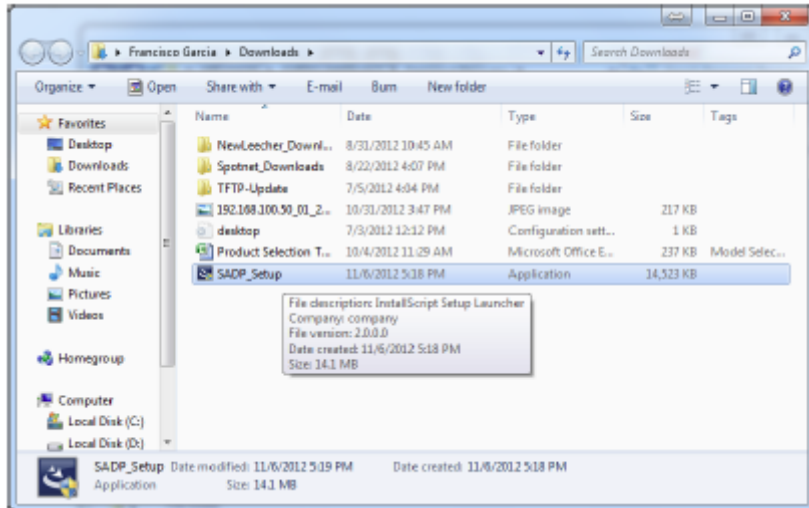 Francisco Garcia ▸ Downloads ▸
Search Downloads
Organize Open Share with E-mail Burn New folder
Favorites
Desktop
Downloads
Recent Places
Libraries
Documents
Music
Pictures
Videos
Homegroup
Computer
Local Disk (C:)
Local Disk (D:)
Name Date Type Size Tags
NewLeecher_Downl... 8/31/2012 10:45 AM File folder
Spotnet_Downloads 8/22/2012 4:07 PM File folder
TFTP-Update 7/5/2012 4:04 PM File folder
192.168.100.50_01_2... 10/31/2012 3:47 PM JPEG image 217 KB
desktop 7/3/2012 12:12 PM Configuration sett... 1 KB
Product Selection T... 10/4/2012 11:29 AM Microsoft Office E... 237 KB Model Selec...
SADP_Setup 11/6/2012 5:18 PM Application 14,523 KB
File description: InstallScript Setup Launcher
Company: company
File version: 2.0.0.0
Date created: 11/6/2012 5:18 PM
Size: 14.1 MB
SADP_Setup Date modified: 11/6/2012 5:19 PM Date created: 11/6/2012 5:18 PM
Application Size: 14.1 MB